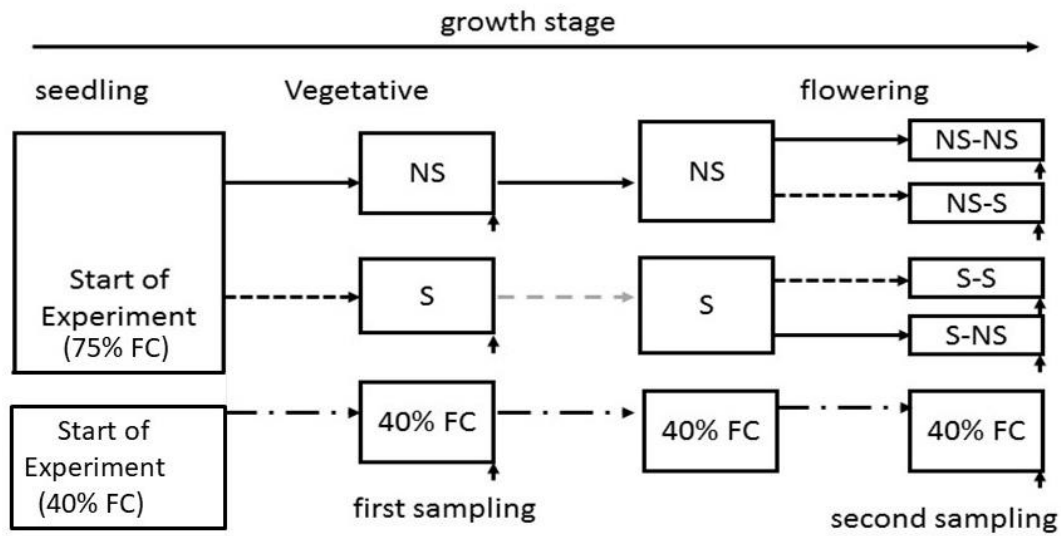 growth stage
seedling
Vegetative
flowering
NS
NS
NS-NS
NS-S
Start of
Experiment
(75% FC)
S
S
S-S
S-NS
Start of
Experiment
(40% FC)
40% FC
40% FC
40% FC
first sampling
second sampling